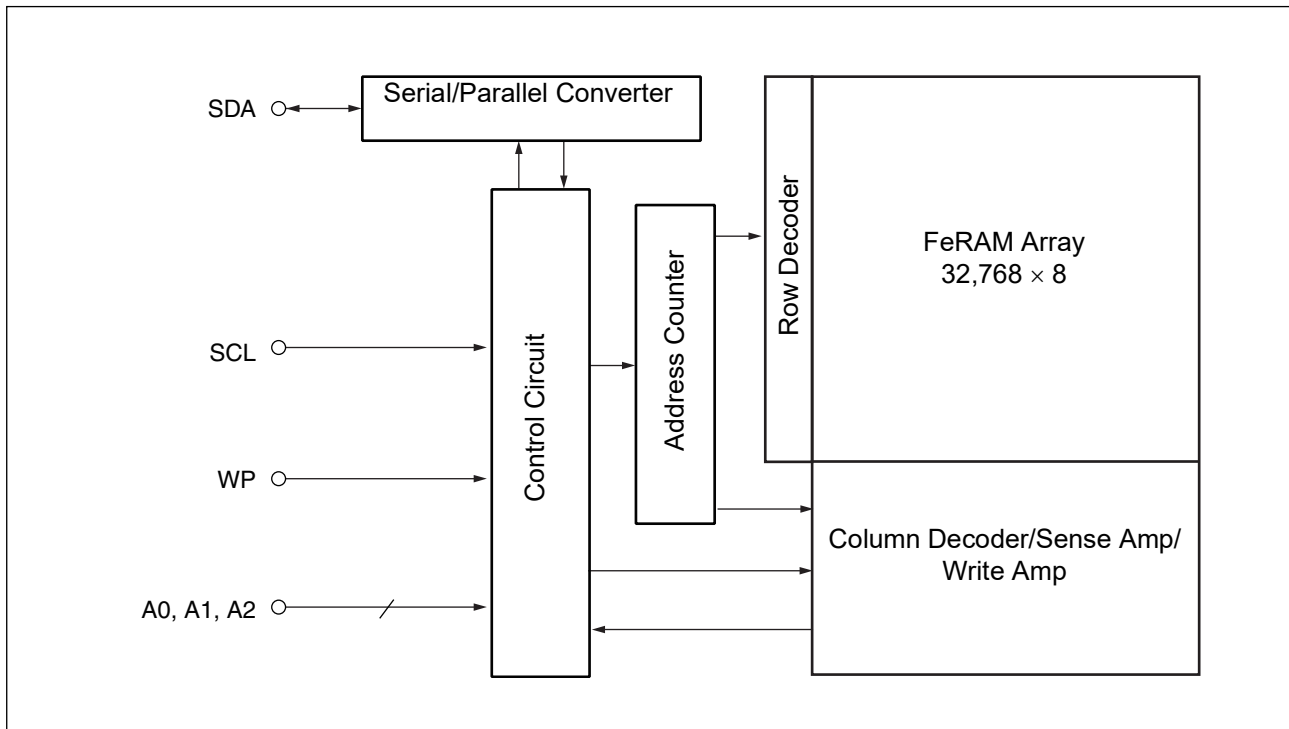 Serial/Parallel Converter
SDA
Row Decoder
FeRAM Array
32,768 × 8
Address Counter
Control Circuit
SCL
WP
Column Decoder/Sense Amp/
Write Amp
A0, A1, A2